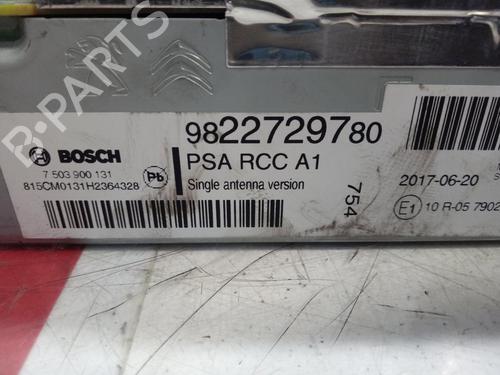 B-PARTS
BOSCH
7 503 900 131
815CM0131H2364328
Pb
9822729780
PSA RCC A1
Single antenna version
754
2017-06-20
E1 10 R-05 7902